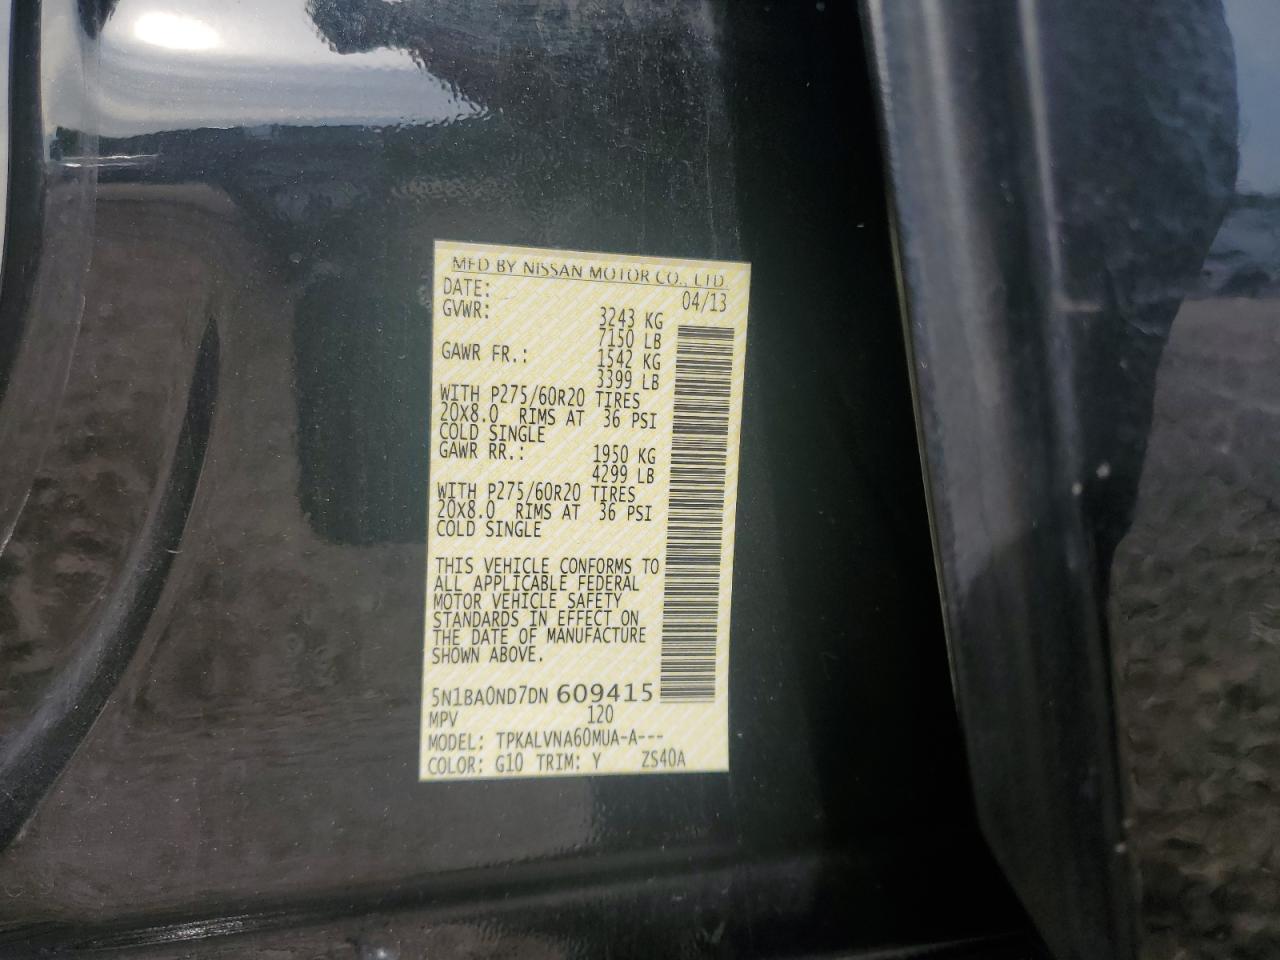 MFD BY NISSAN MOTOR CO., LTD
DATE: 04/13
GVWR: 3243 KG
7150 LB
GAWR FR.: 1542 KG
3399 LB
WITH P275/60R20 TIRES
20X8.0 RIMS AT 36 PSI
COLD SINGLE
GAWR RR.: 1950 KG
4299 LB
WITH P275/60R20 TIRES
20X8.0 RIMS AT 36 PSI
COLD SINGLE
THIS VEHICLE CONFORMS TO
ALL APPLICABLE FEDERAL
MOTOR VEHICLE SAFETY
STANDARDS IN EFFECT ON
THE DATE OF MANUFACTURE
SHOWN ABOVE.
5N1BA0ND7DN 609415
MPV 120
MODEL: TPKALVNA60MUA-A---
COLOR: G10 TRIM: Y ZS40A